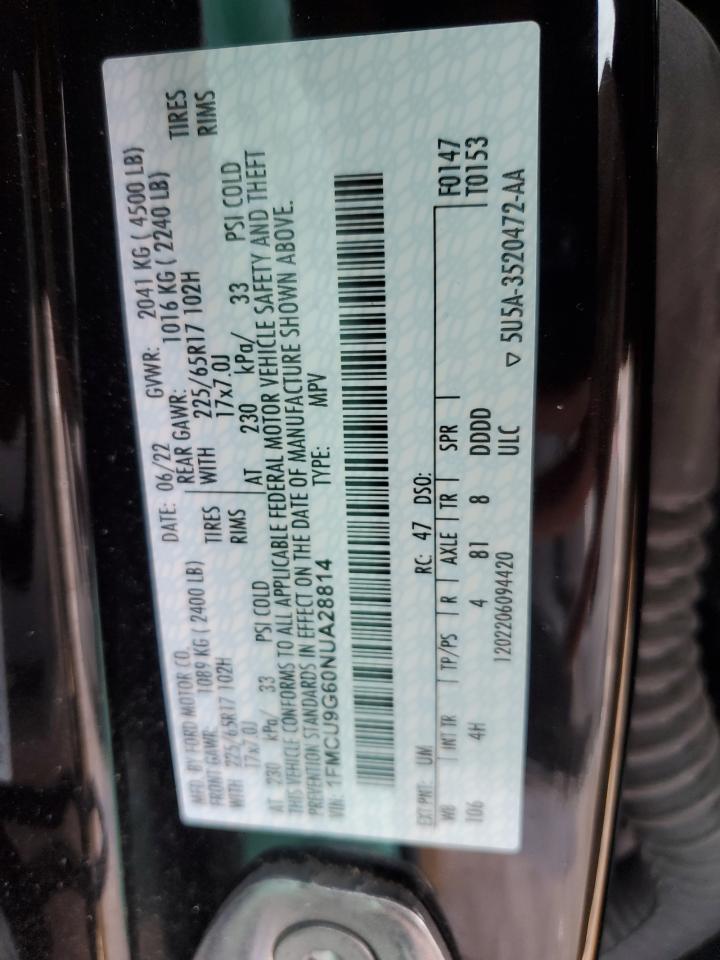 MFD. BY FORD MOTOR CO. DATE: 06/22 GVWR: 2041 KG ( 4500 LB)
FRONT GAWR: 1089 KG ( 2400 LB) REAR GAWR: 1016 KG ( 2240 LB)
WITH 225/65R17 102H TIRES WITH 225/65R17 102H TIRES
17x7.0J RIMS 17x7.0J RIMS
AT 230 kPa/ 33 PSI COLD AT 230 kPa/ 33 PSI COLD
THIS VEHICLE CONFORMS TO ALL APPLICABLE FEDERAL MOTOR VEHICLE SAFETY AND THEFT
PREVENTION STANDARDS IN EFFECT ON THE DATE OF MANUFACTURE SHOWN ABOVE.
VIN: 1FMCU9G60NUA28814 TYPE: MPV
EXT PNT: UM RC: 47 DSO: F0147
WB INT TR TP/PS R AXLE TR SPR T0153
106 4H 4 81 8 DDDD
ULC
1202206094420 ▽ 5U5A-3520472-AA